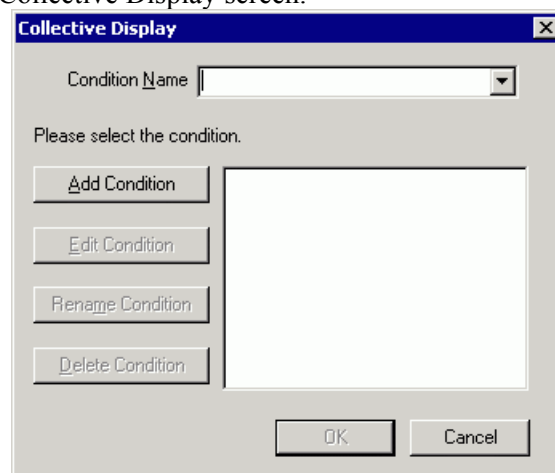 Collective Display screen.
Collective Display
Condition Name
Please select the condition.
Add Condition
Edit Condition
Rename Condition
Delete Condition
OK
Cancel